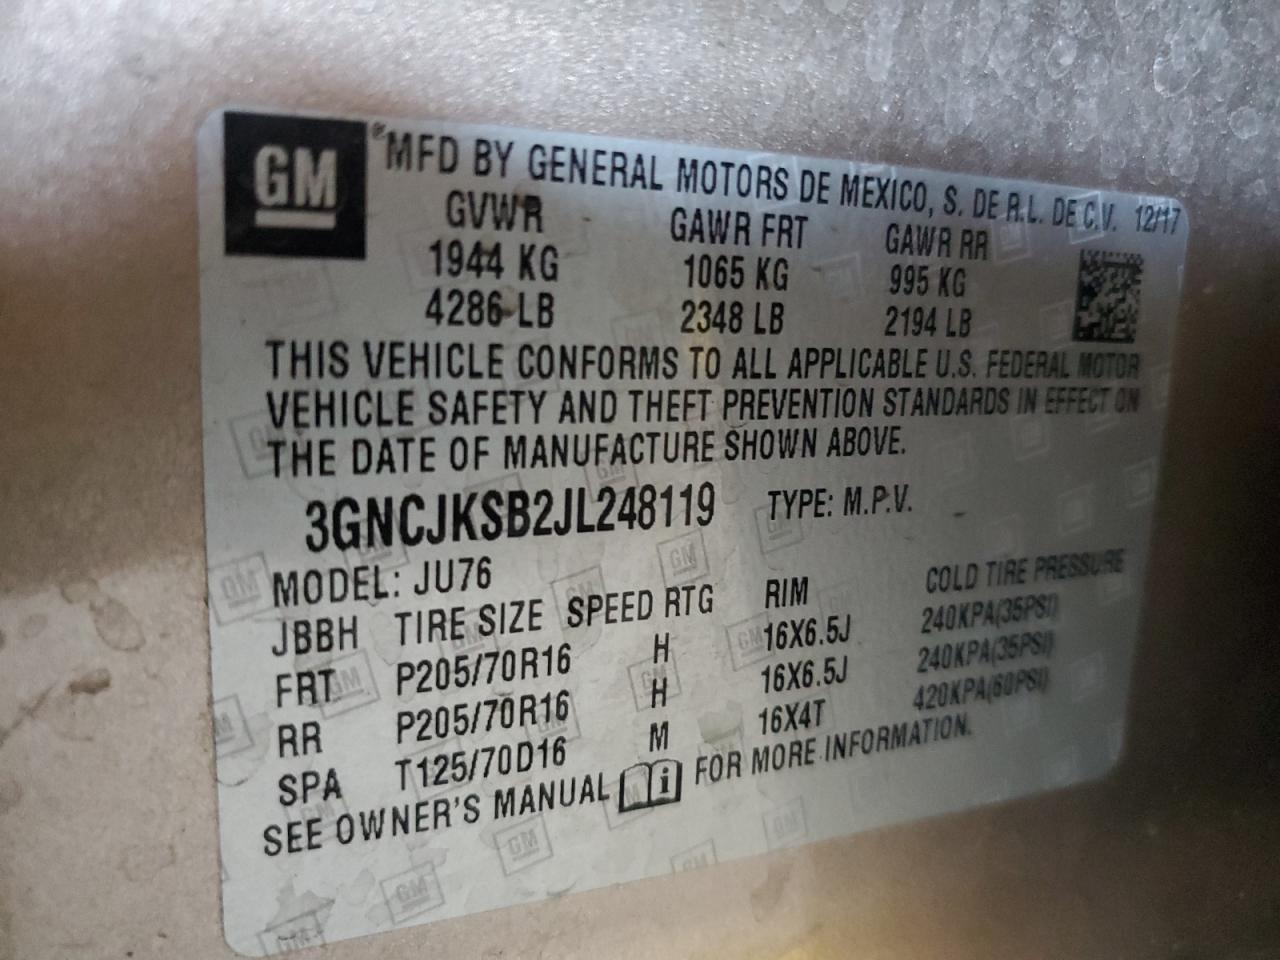 GM ® MFD BY GENERAL MOTORS DE MEXICO, S. DE R.L. DE C.V. 12/17
GVWR GAWR FRT GAWR RR
1944 KG 1065 KG 995 KG
4286 LB 2348 LB 2194 LB
THIS VEHICLE CONFORMS TO ALL APPLICABLE U.S. FEDERAL MOTOR
VEHICLE SAFETY AND THEFT PREVENTION STANDARDS IN EFFECT ON
THE DATE OF MANUFACTURE SHOWN ABOVE.
3GNCJKSB2JL248119 TYPE: M.P.V.
MODEL: JU76
JBBH TIRE SIZE SPEED RTG RIM COLD TIRE PRESSURE
FRT P205/70R16 H 16X6.5J 240KPA(35PSI)
RR P205/70R16 H 16X6.5J 240KPA(35PSI)
SPA T125/70D16 M 16X4T 420KPA(60PSI)
SEE OWNER'S MANUAL i FOR MORE INFORMATION.